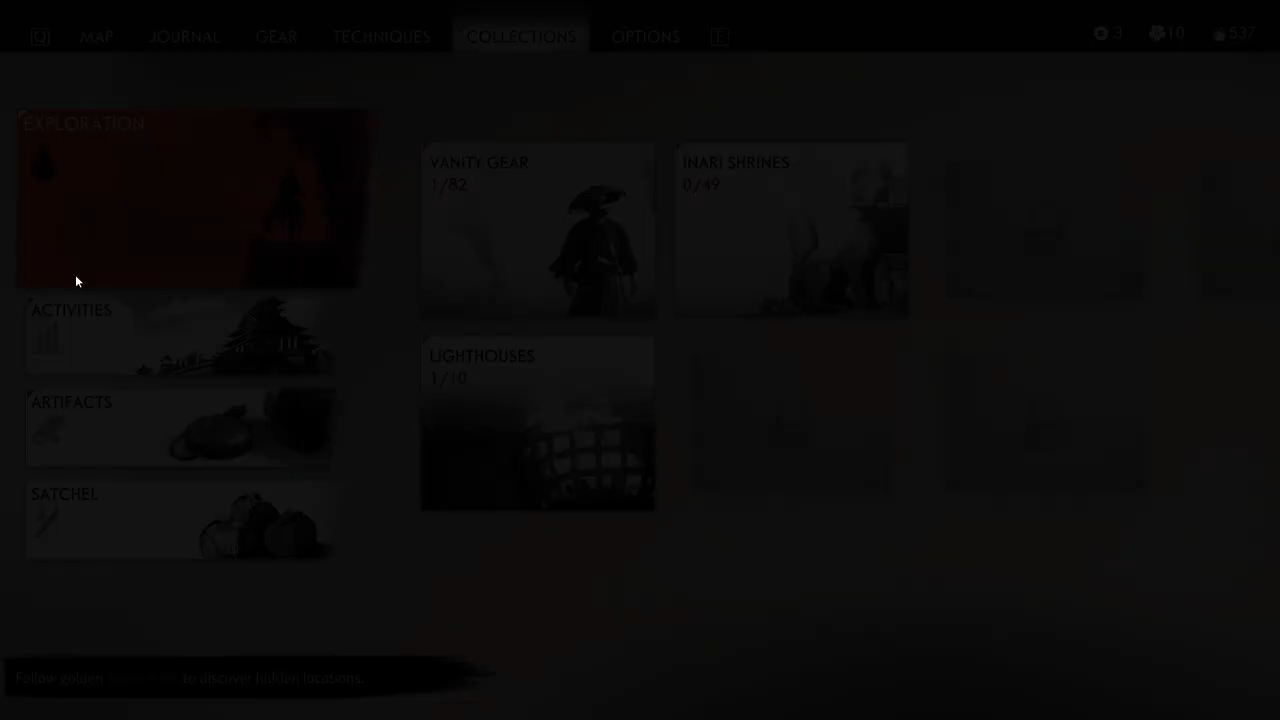 Q MAP JOURNAL GEAR TECHNIQUES COLLECTIONS OPTIONS E 3 10 537
EXPLORATION
VANITY GEAR
1/82
INARI SHRINES
0/49
ACTIVITIES
LIGHTHOUSES
1/10
ARTIFACTS
SATCHEL
Follow golden to discover hidden locations.